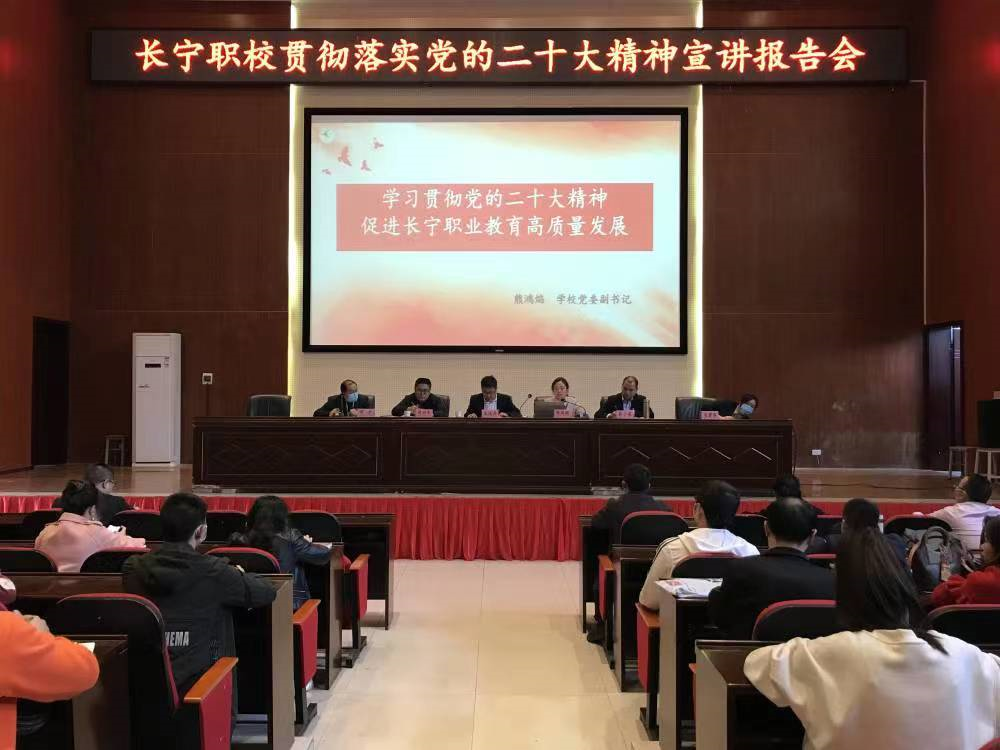 长宁职校贯彻落实党的二十大精神宣讲报告会
学习贯彻党的二十大精神
促进长宁职业教育高质量发展
熊鸿焰 学校党委副书记